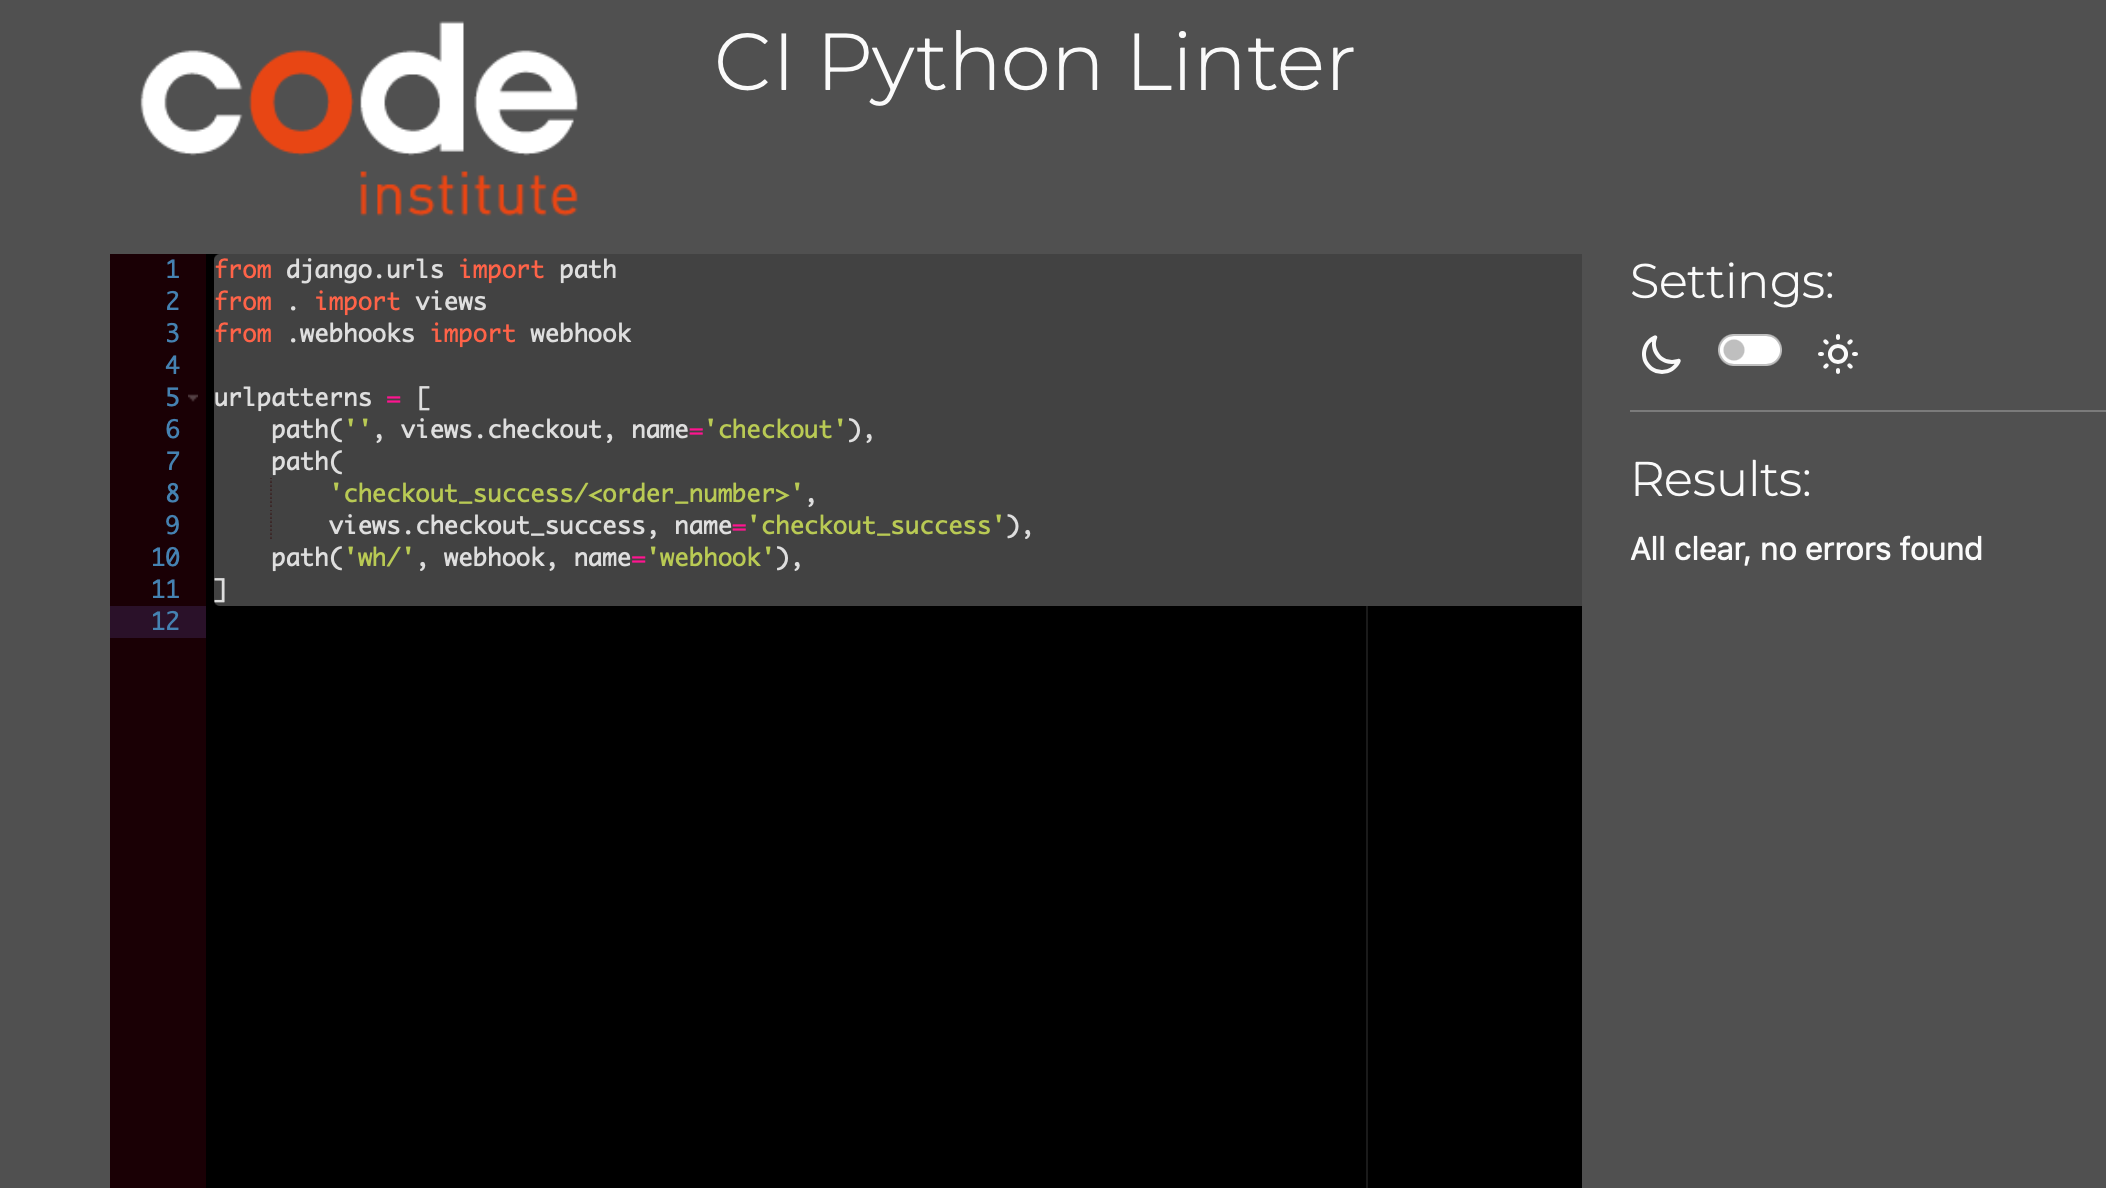 code
institute
CI Python Linter
1 from django.urls import path
2 from . import views
3 from .webhooks import webhook
4
5 urlpatterns = [
6     path('', views.checkout, name='checkout'),
7     path(
8         'checkout_success/<order_number>',
9         views.checkout_success, name='checkout_success'),
10     path('wh/', webhook, name='webhook'),
11 ]
12
Settings:
Results:
All clear, no errors found